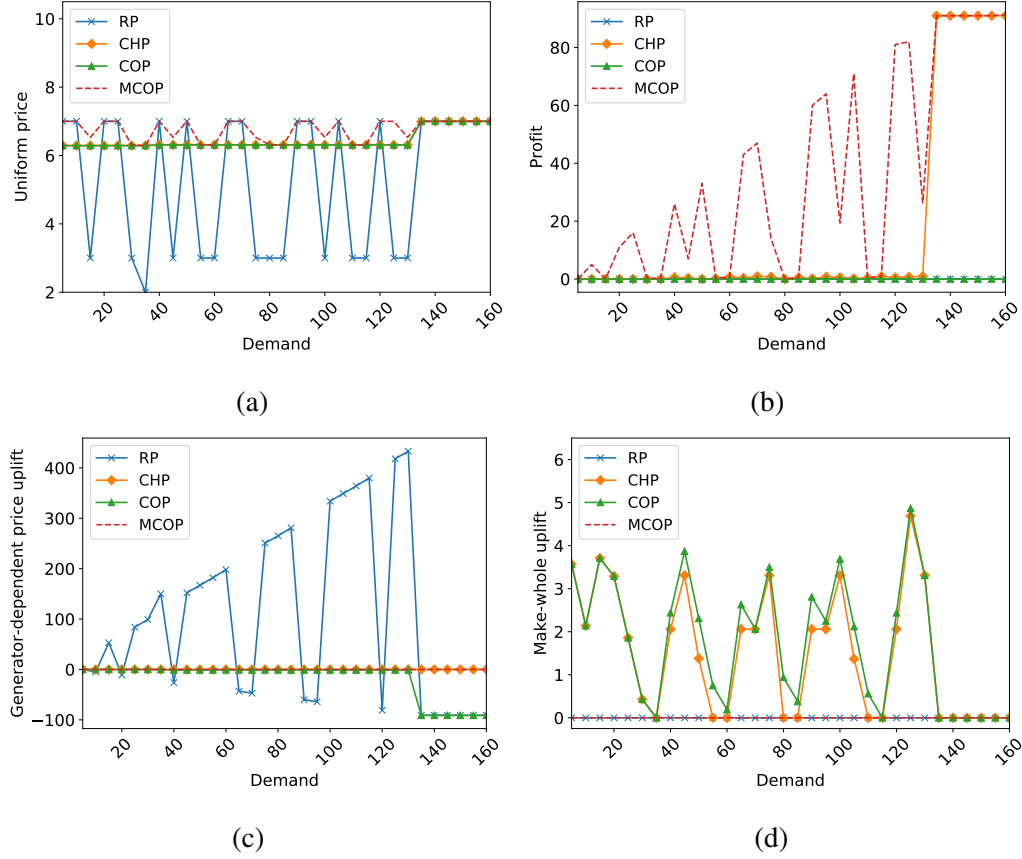 RP
CHP
COP
MCOP
10
8
6
4
2
Uniform price
20
40
60
80
100
120
140
160
Demand
(a)
RP
CHP
COP
MCOP
80
60
40
20
0
Profit
20
40
60
80
100
120
140
160
Demand
(b)
RP
CHP
COP
MCOP
400
300
200
100
0
−100
Generator-dependent price uplift
20
40
60
80
100
120
140
160
Demand
(c)
RP
CHP
COP
MCOP
6
5
4
3
2
1
0
Make-whole uplift
20
40
60
80
100
120
140
160
Demand
(d)